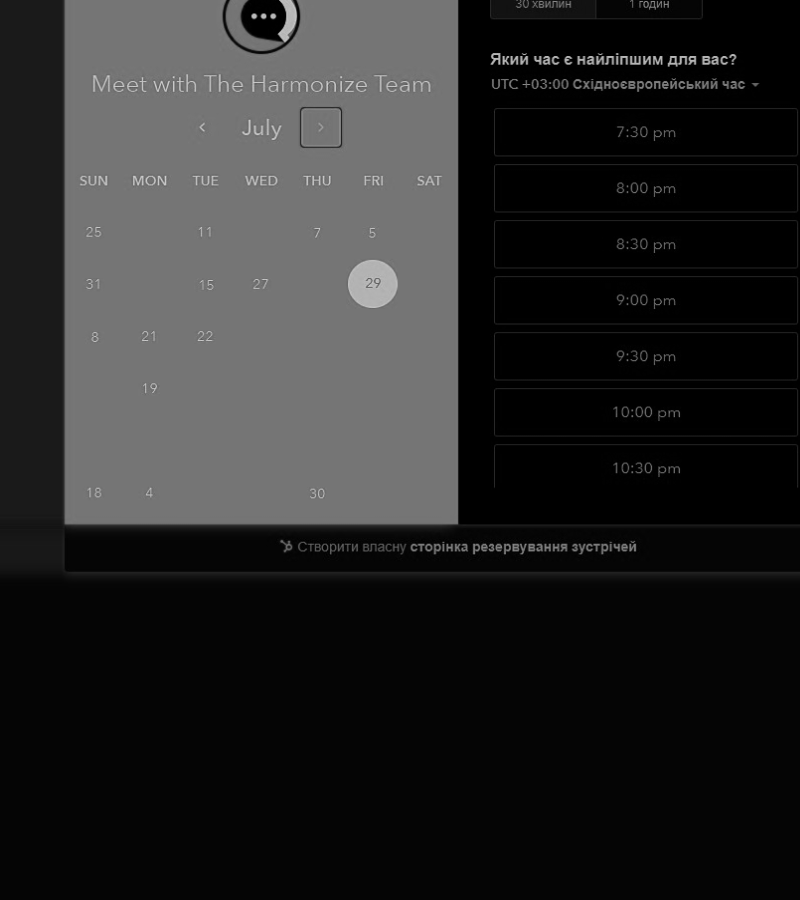 30 хвилин 1 годин
Meet with The Harmonize Team
July
SUN MON TUE WED THU FRI SAT
25 11 7 5
31 15 27 29
8 21 22
19
18 4 30
Який час є найліпшим для вас?
UTC +03:00 Східноєвропейський час
7:30 pm
8:00 pm
8:30 pm
9:00 pm
9:30 pm
10:00 pm
10:30 pm
Створити власну сторінка резервування зустрічей